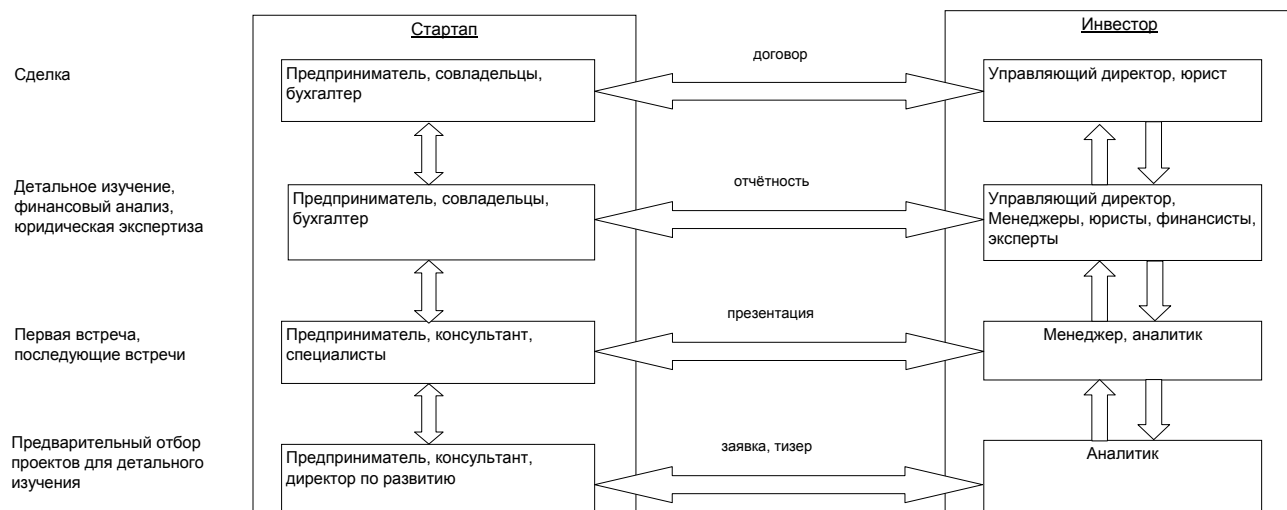 Стартап
Инвестор
Сделка
Предприниматель, совладельцы,
бухгалтер
договор
Управляющий директор, юрист
Детальное изучение,
финансовый анализ,
юридическая экспертиза
Предприниматель, совладельцы,
бухгалтер
отчётность
Управляющий директор,
Менеджеры, юристы, финансисты,
эксперты
Первая встреча,
последующие встречи
Предприниматель, консультант,
специалисты
презентация
Менеджер, аналитик
Предварительный отбор
проектов для детального
изучения
Предприниматель, консультант,
директор по развитию
заявка, тизер
Аналитик